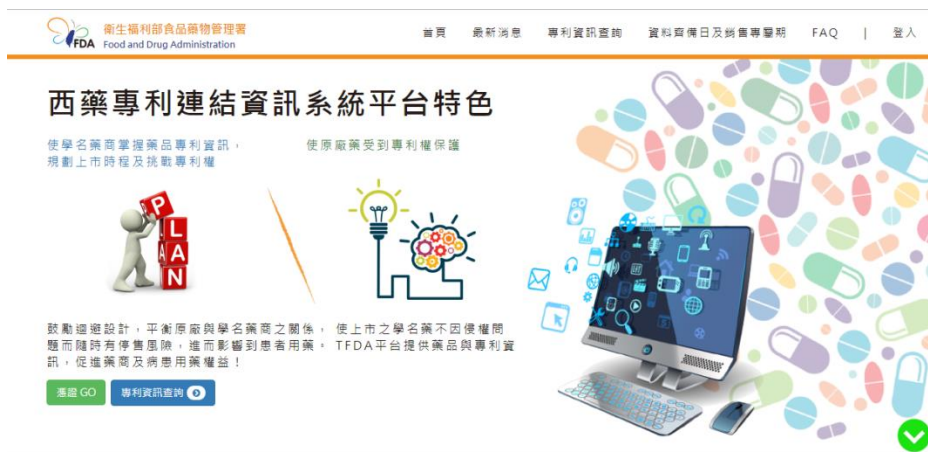 衛生福利部食品藥物管理署
FDA Food and Drug Administration
首頁 最新消息 專利資訊查詢 資料齊備日及銷售專屬期 FAQ | 登入
西藥專利連結資訊系統平台特色
使學名藥商掌握藥品專利資訊，
規劃上市時程及挑戰專利權
使原廠藥受到專利權保護
P
L
A A
N
鼓勵迴避設計，平衡原廠與學名藥商之關係， 使上市之學名藥不因侵權問
題而隨時有停售風險，進而影響到患者用藥。 TFDA平台提供藥品與專利資
訊，促進藥商及病患用藥權益！
憑證 GO 專利資訊查詢